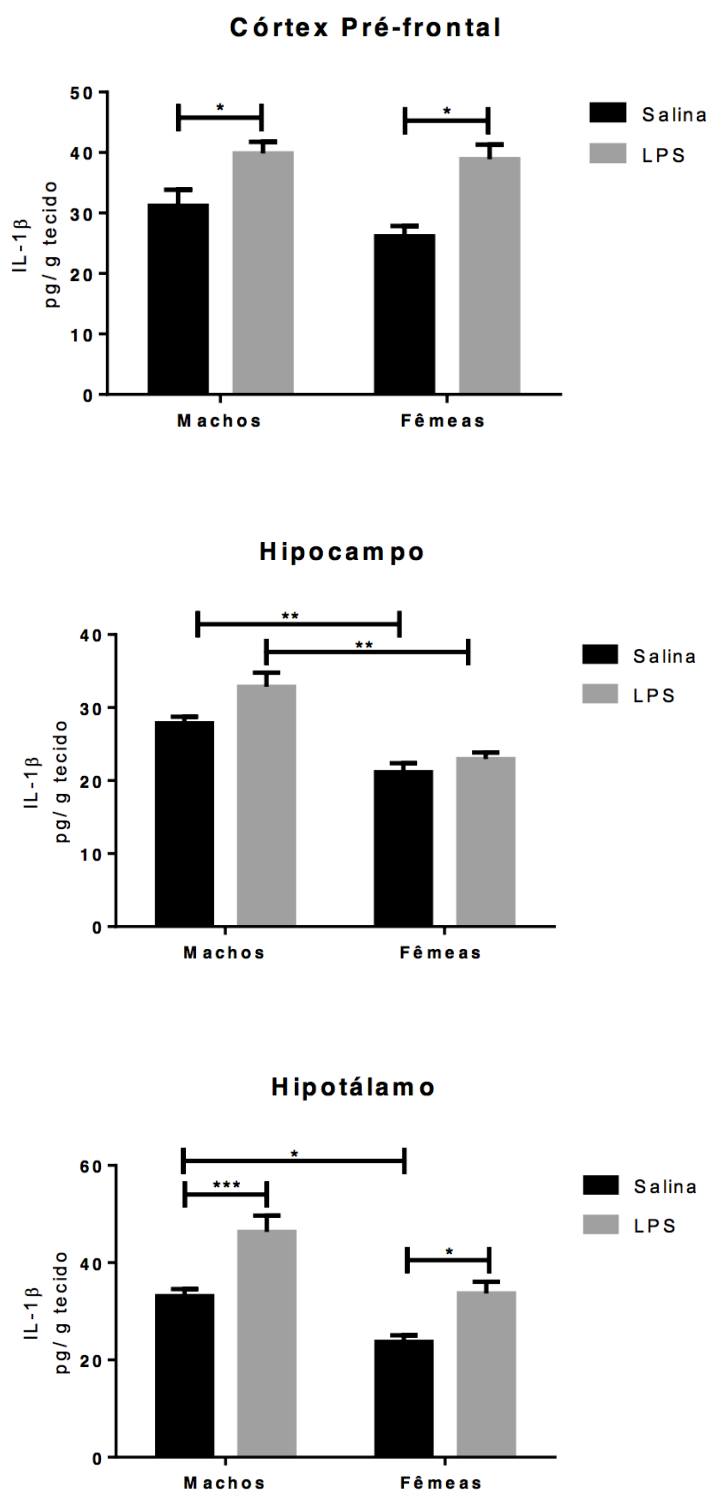 Córtex Pré-frontal
50
40
30
20
10
0
IL-1β
pg/ g tecido
*
*
Salina
LPS
Machos
Fêmeas
Hipocampo
40
30
20
10
0
IL-1β
pg/ g tecido
**
**
Salina
LPS
Machos
Fêmeas
Hipotálamo
60
40
20
0
IL-1β
pg/ g tecido
*
***
*
Salina
LPS
Machos
Fêmeas